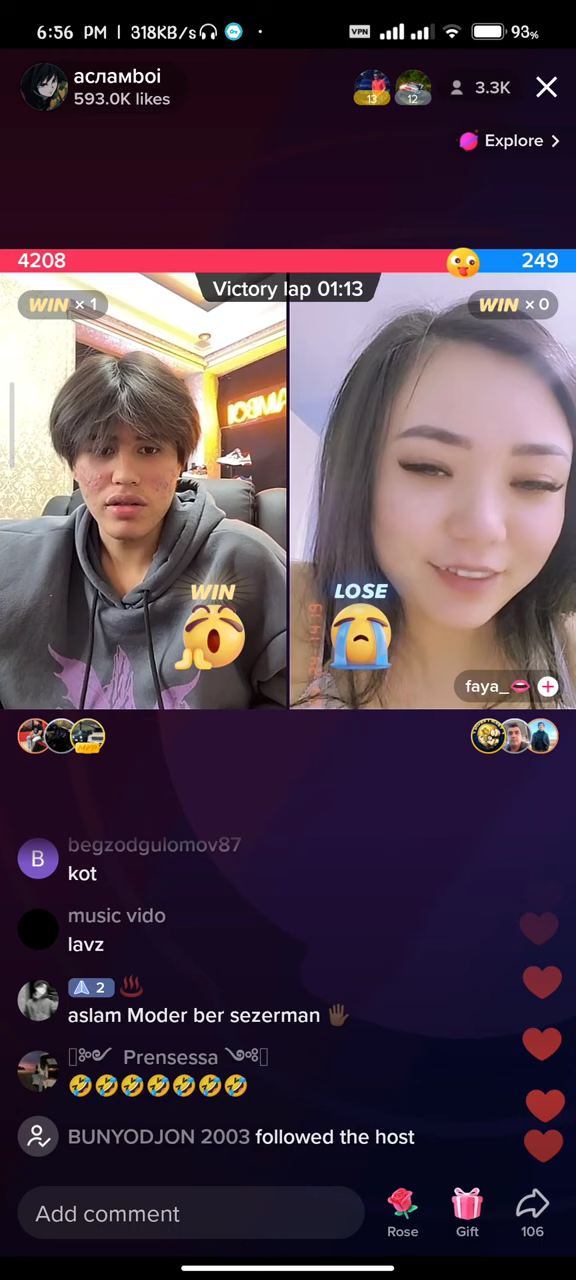 6:56 PM | 318KB/s
VPN
93%
асламboi
593.0K likes
13
12
3.3K
Explore
4208
249
Victory lap 01:13
WIN × 1
WIN × 0
WIN
LOSE
faya_👄
begzodgulomov87
B
kot
music vido
lavz
2 ♨️
aslam Moder ber sezerman 🖐🏾
Prensessa
🤣🤣🤣🤣🤣🤣🤣
BUNYODJON 2003 followed the host
Add comment
Rose
Gift
106